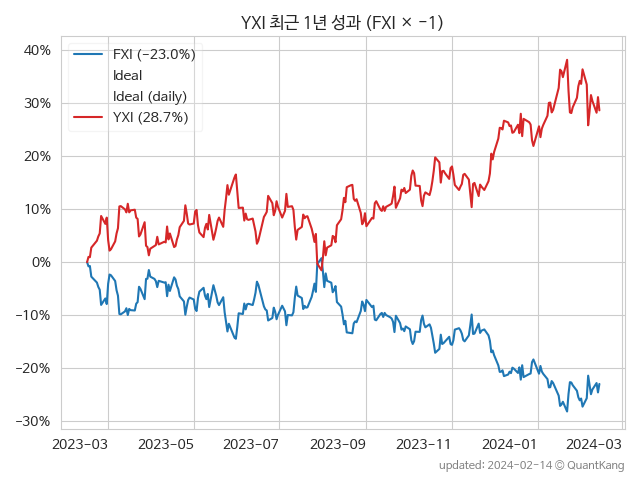 YXI 최근 1년 성과 (FXI × -1)
FXI (−23.0%)
Ideal
Ideal (daily)
YXI (28.7%)
40%
30%
20%
10%
0%
−10%
−20%
−30%
2023-03 2023-05 2023-07 2023-09 2023-11 2024-01 2024-03
updated: 2024-02-14 © QuantKang